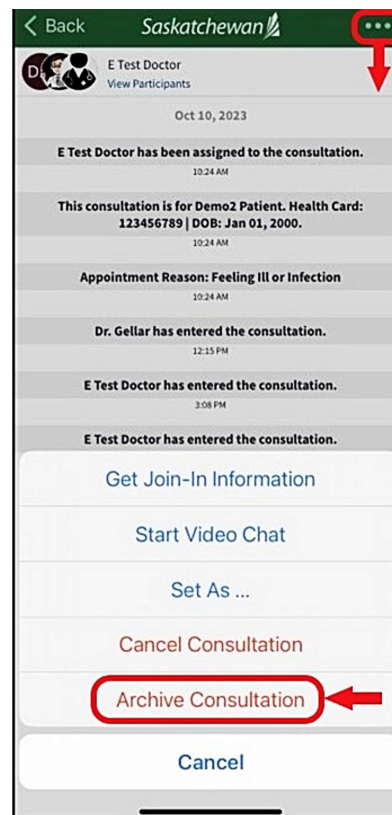 Back
Saskatchewan
D
E Test Doctor
View Participants
Oct 10, 2023
E Test Doctor has been assigned to the consultation.
10:24 AM
This consultation is for Demo2 Patient. Health Card:
123456789 | DOB: Jan 01, 2000.
10:24 AM
Appointment Reason: Feeling Ill or Infection
10:24 AM
Dr. Gellar has entered the consultation.
12:15 PM
E Test Doctor has entered the consultation.
3:08 PM
E Test Doctor has entered the consultation.
Get Join-In Information
Start Video Chat
Set As ...
Cancel Consultation
Archive Consultation
Cancel